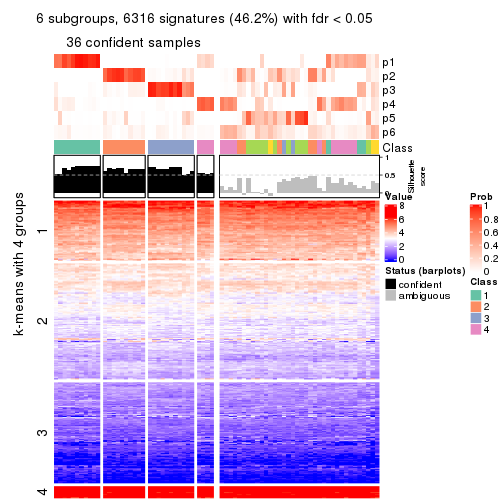 6 subgroups, 6316 signatures (46.2%) with fdr < 0.05
36 confident samples
p1
p2
p3
p4
p5
p6
Class
1
0.5
0
Silhouette
score
k-means with 4 groups
1
2
3
4
Value
8
6
4
2
0
Status (barplots)
confident
ambiguous
Prob
1
0.8
0.6
0.4
0.2
0
Class
1
2
3
4